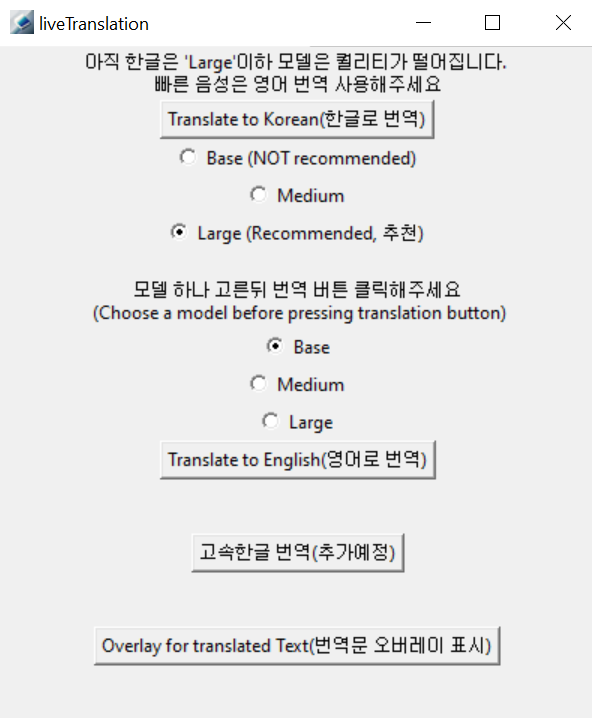 liveTranslation
아직 한글은 'Large'이하 모델은 퀄리티가 떨어집니다.
빠른 음성은 영어 번역 사용해주세요
Translate to Korean(한글로 번역)
Base (NOT recommended)
Medium
Large (Recommended, 추천)
모델 하나 고른뒤 번역 버튼 클릭해주세요
(Choose a model before pressing translation button)
Base
Medium
Large
Translate to English(영어로 번역)
고속한글 번역(추가예정)
Overlay for translated Text(번역문 오버레이 표시)